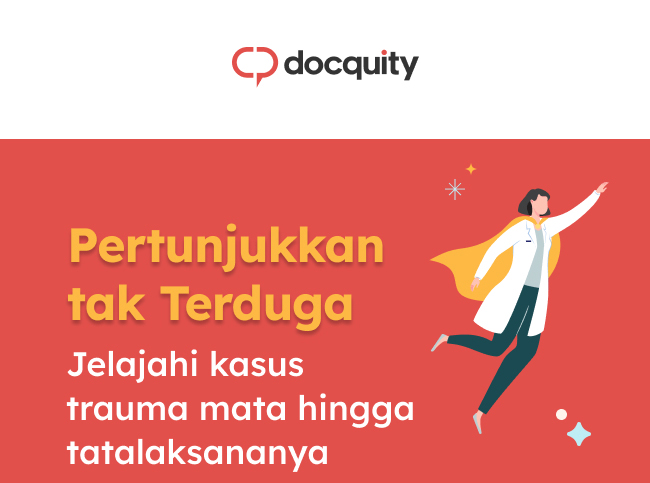 docquity
Pertunjukkan
tak Terduga
Jelajahi kasus
trauma mata hingga
tatalaksananya